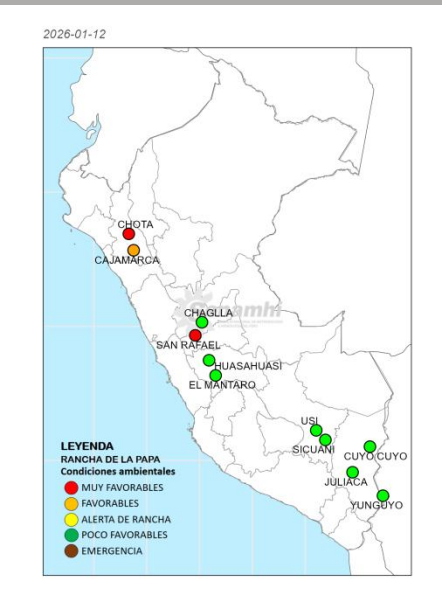 2026-01-12
CHOTA
CAJAMARCA
CHAGLLA
SAN RAFAEL
HUASAHUASI
EL MANTARO
USI
SICUANI
CUYO CUYO
JULIACA
YUNGUYO
LEYENDA
RANCHA DE LA PAPA
Condiciones ambientales
MUY FAVORABLES
FAVORABLES
ALERTA DE RANCHA
POCO FAVORABLES
EMERGENCIA